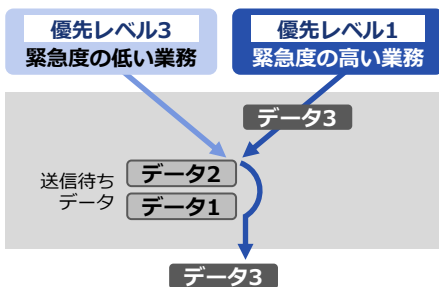 優先レベル3
緊急度の低い業務
優先レベル1
緊急度の高い業務
データ3
送信待ち
データ
データ2
データ1
データ3